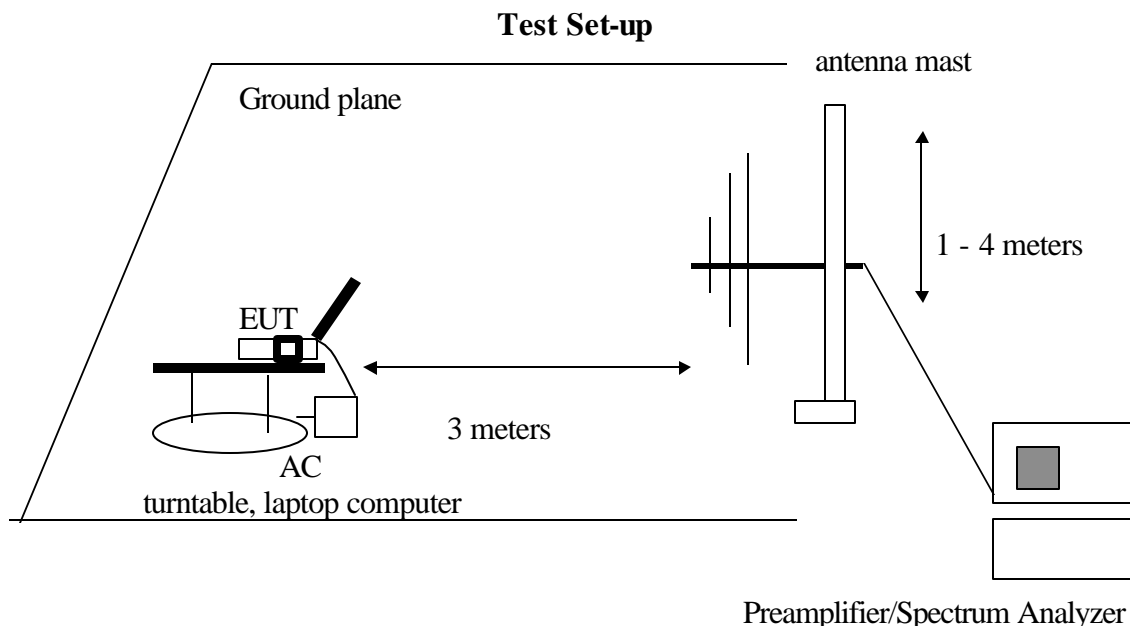 Test Set-up
antenna mast
Ground plane
1 - 4 meters
EUT
3 meters
AC
turntable, laptop computer
Preamplifier/Spectrum Analyzer